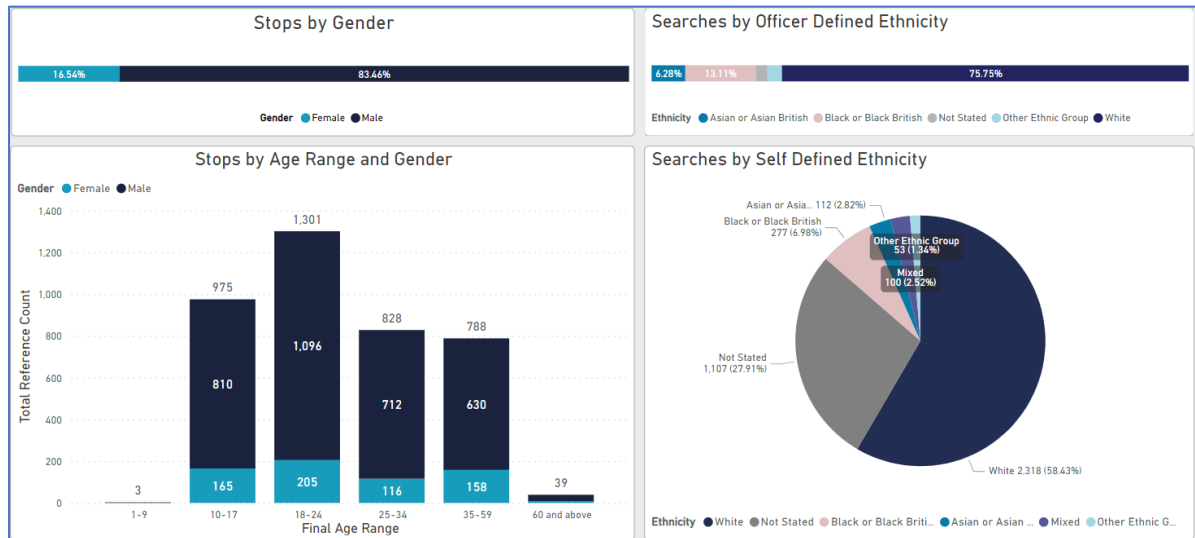 Stops by Gender
16.54%
83.46%
Gender Female Male
Searches by Officer Defined Ethnicity
6.28%
13.11%
75.75%
Ethnicity Asian or Asian British Black or Black British Not Stated Other Ethnic Group White
Stops by Age Range and Gender
Gender Female Male
Total Reference Count
1,400
1,200
1,000
800
600
400
200
0
3
975
810
165
1,301
1,096
205
828
712
116
788
630
158
39
1-9
10-17
18-24
25-34
35-59
60 and above
Final Age Range
Searches by Self Defined Ethnicity
Asian or Asia... 112 (2.82%)
Black or Black British
277 (6.98%)
Other Ethnic Group
53 (1.34%)
Mixed
100 (2.52%)
Not Stated
1,107 (27.91%)
White 2,318 (58.43%)
Ethnicity White Not Stated Black or Black Briti... Asian or Asian ... Mixed Other Ethnic G...